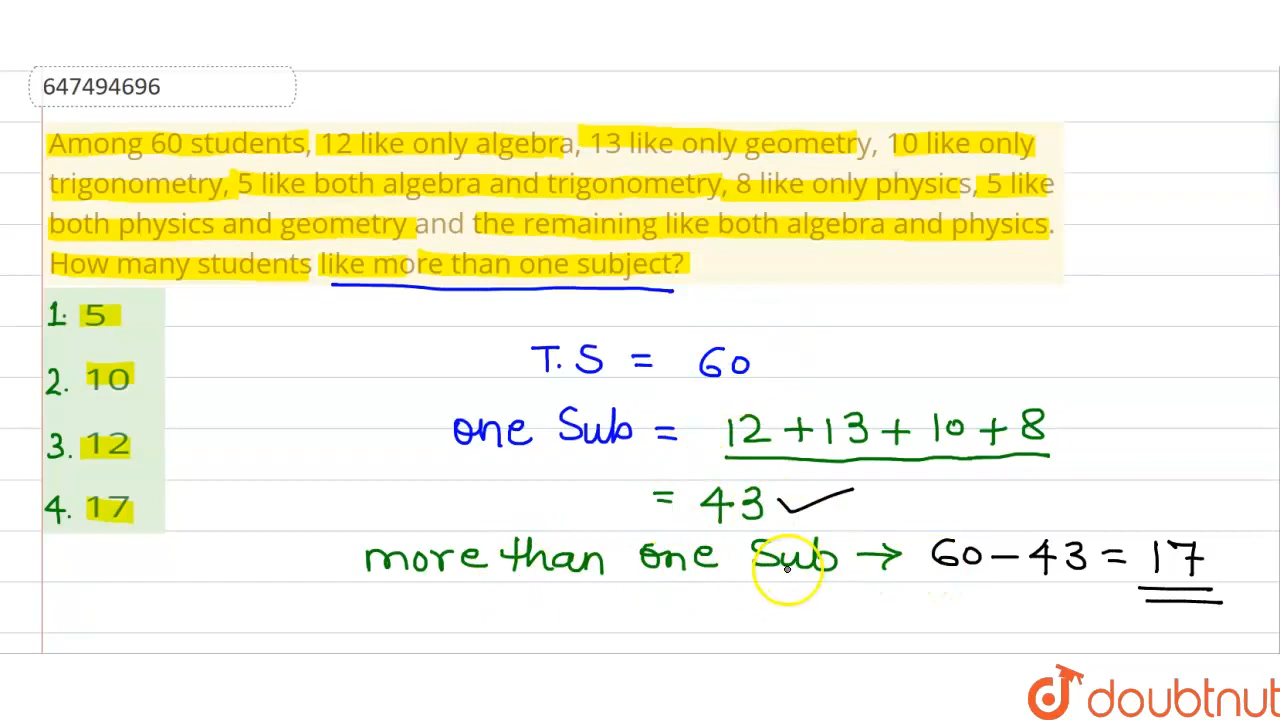 647494696
Among 60 students, 12 like only algebra, 13 like only geometry, 10 like only
trigonometry, 5 like both algebra and trigonometry, 8 like only physics, 5 like
both physics and geometry and the remaining like both algebra and physics.
How many students like more than one subject?
1. 5
2. 10
3. 12
4. 17
T.S = 60
one Sub = 12 + 13 + 10 + 8
= 43 ✓
more than one Sub → 60 - 43 = 17
doubtnut